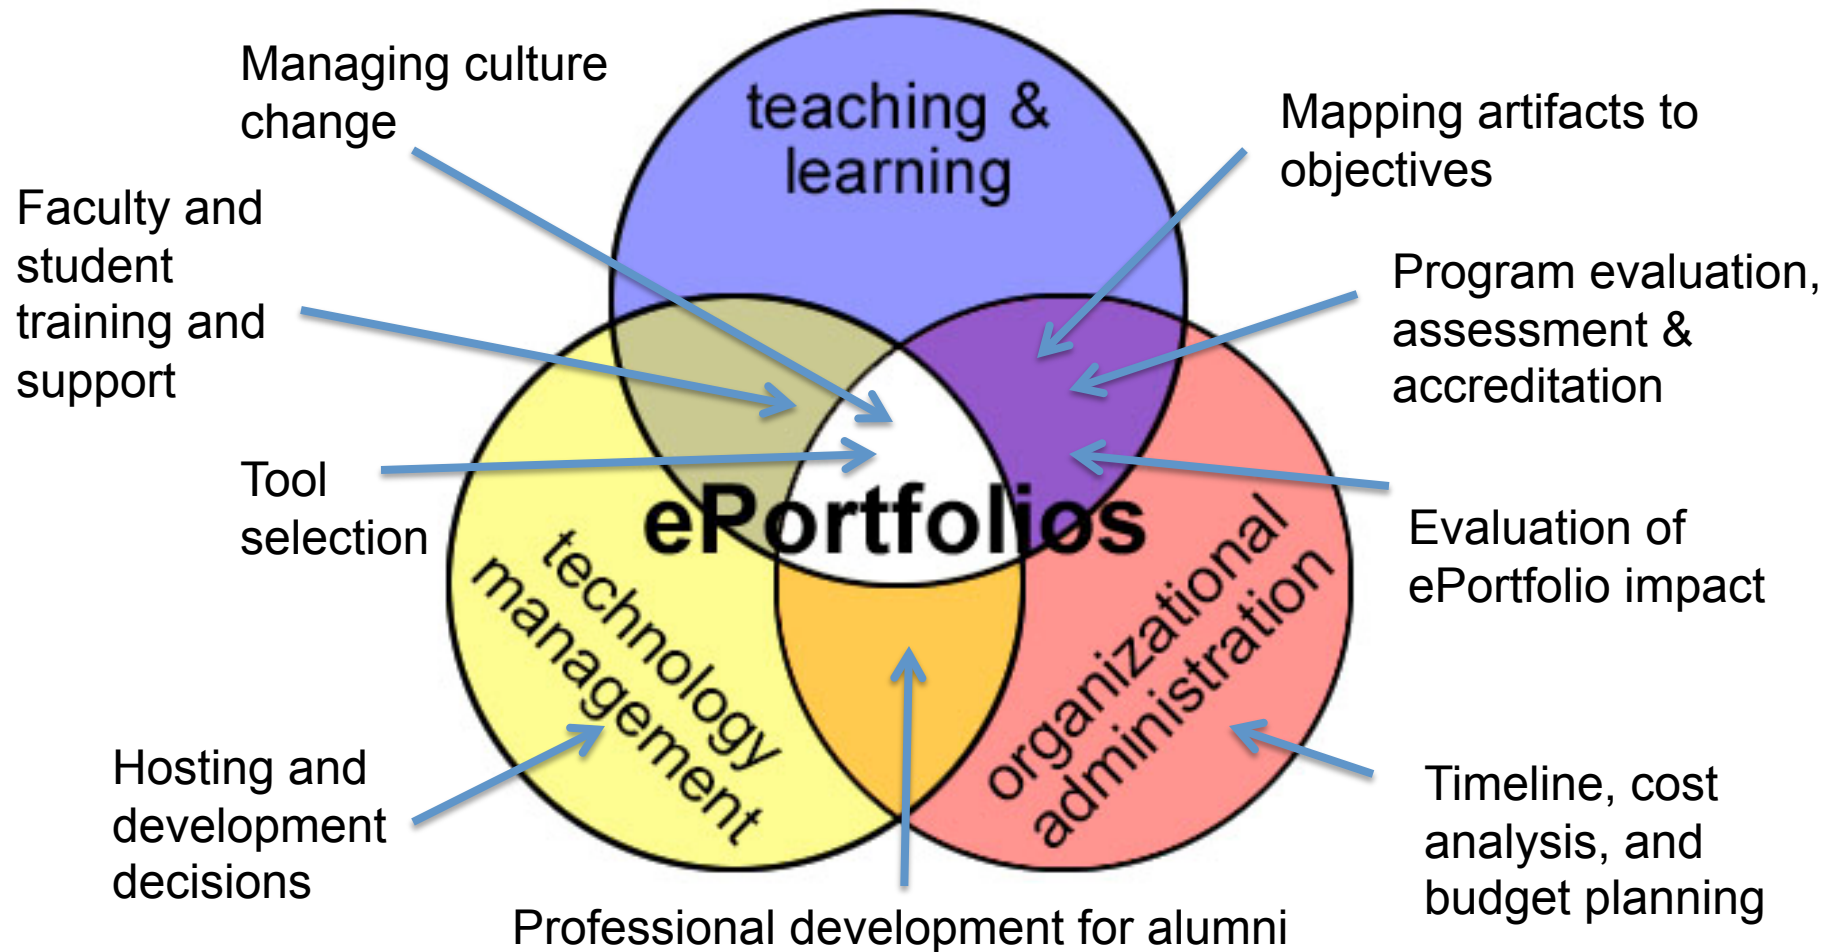 Managing culture
change
teaching &
learning
Mapping artifacts to
objectives
Faculty and
student
training and
support
Program evaluation,
assessment &
accreditation
Tool
selection
ePortfolios
Evaluation of
ePortfolio impact
technology
management
organizational
administration
Hosting and
development
decisions
Timeline, cost
analysis, and
budget planning
Professional development for alumni